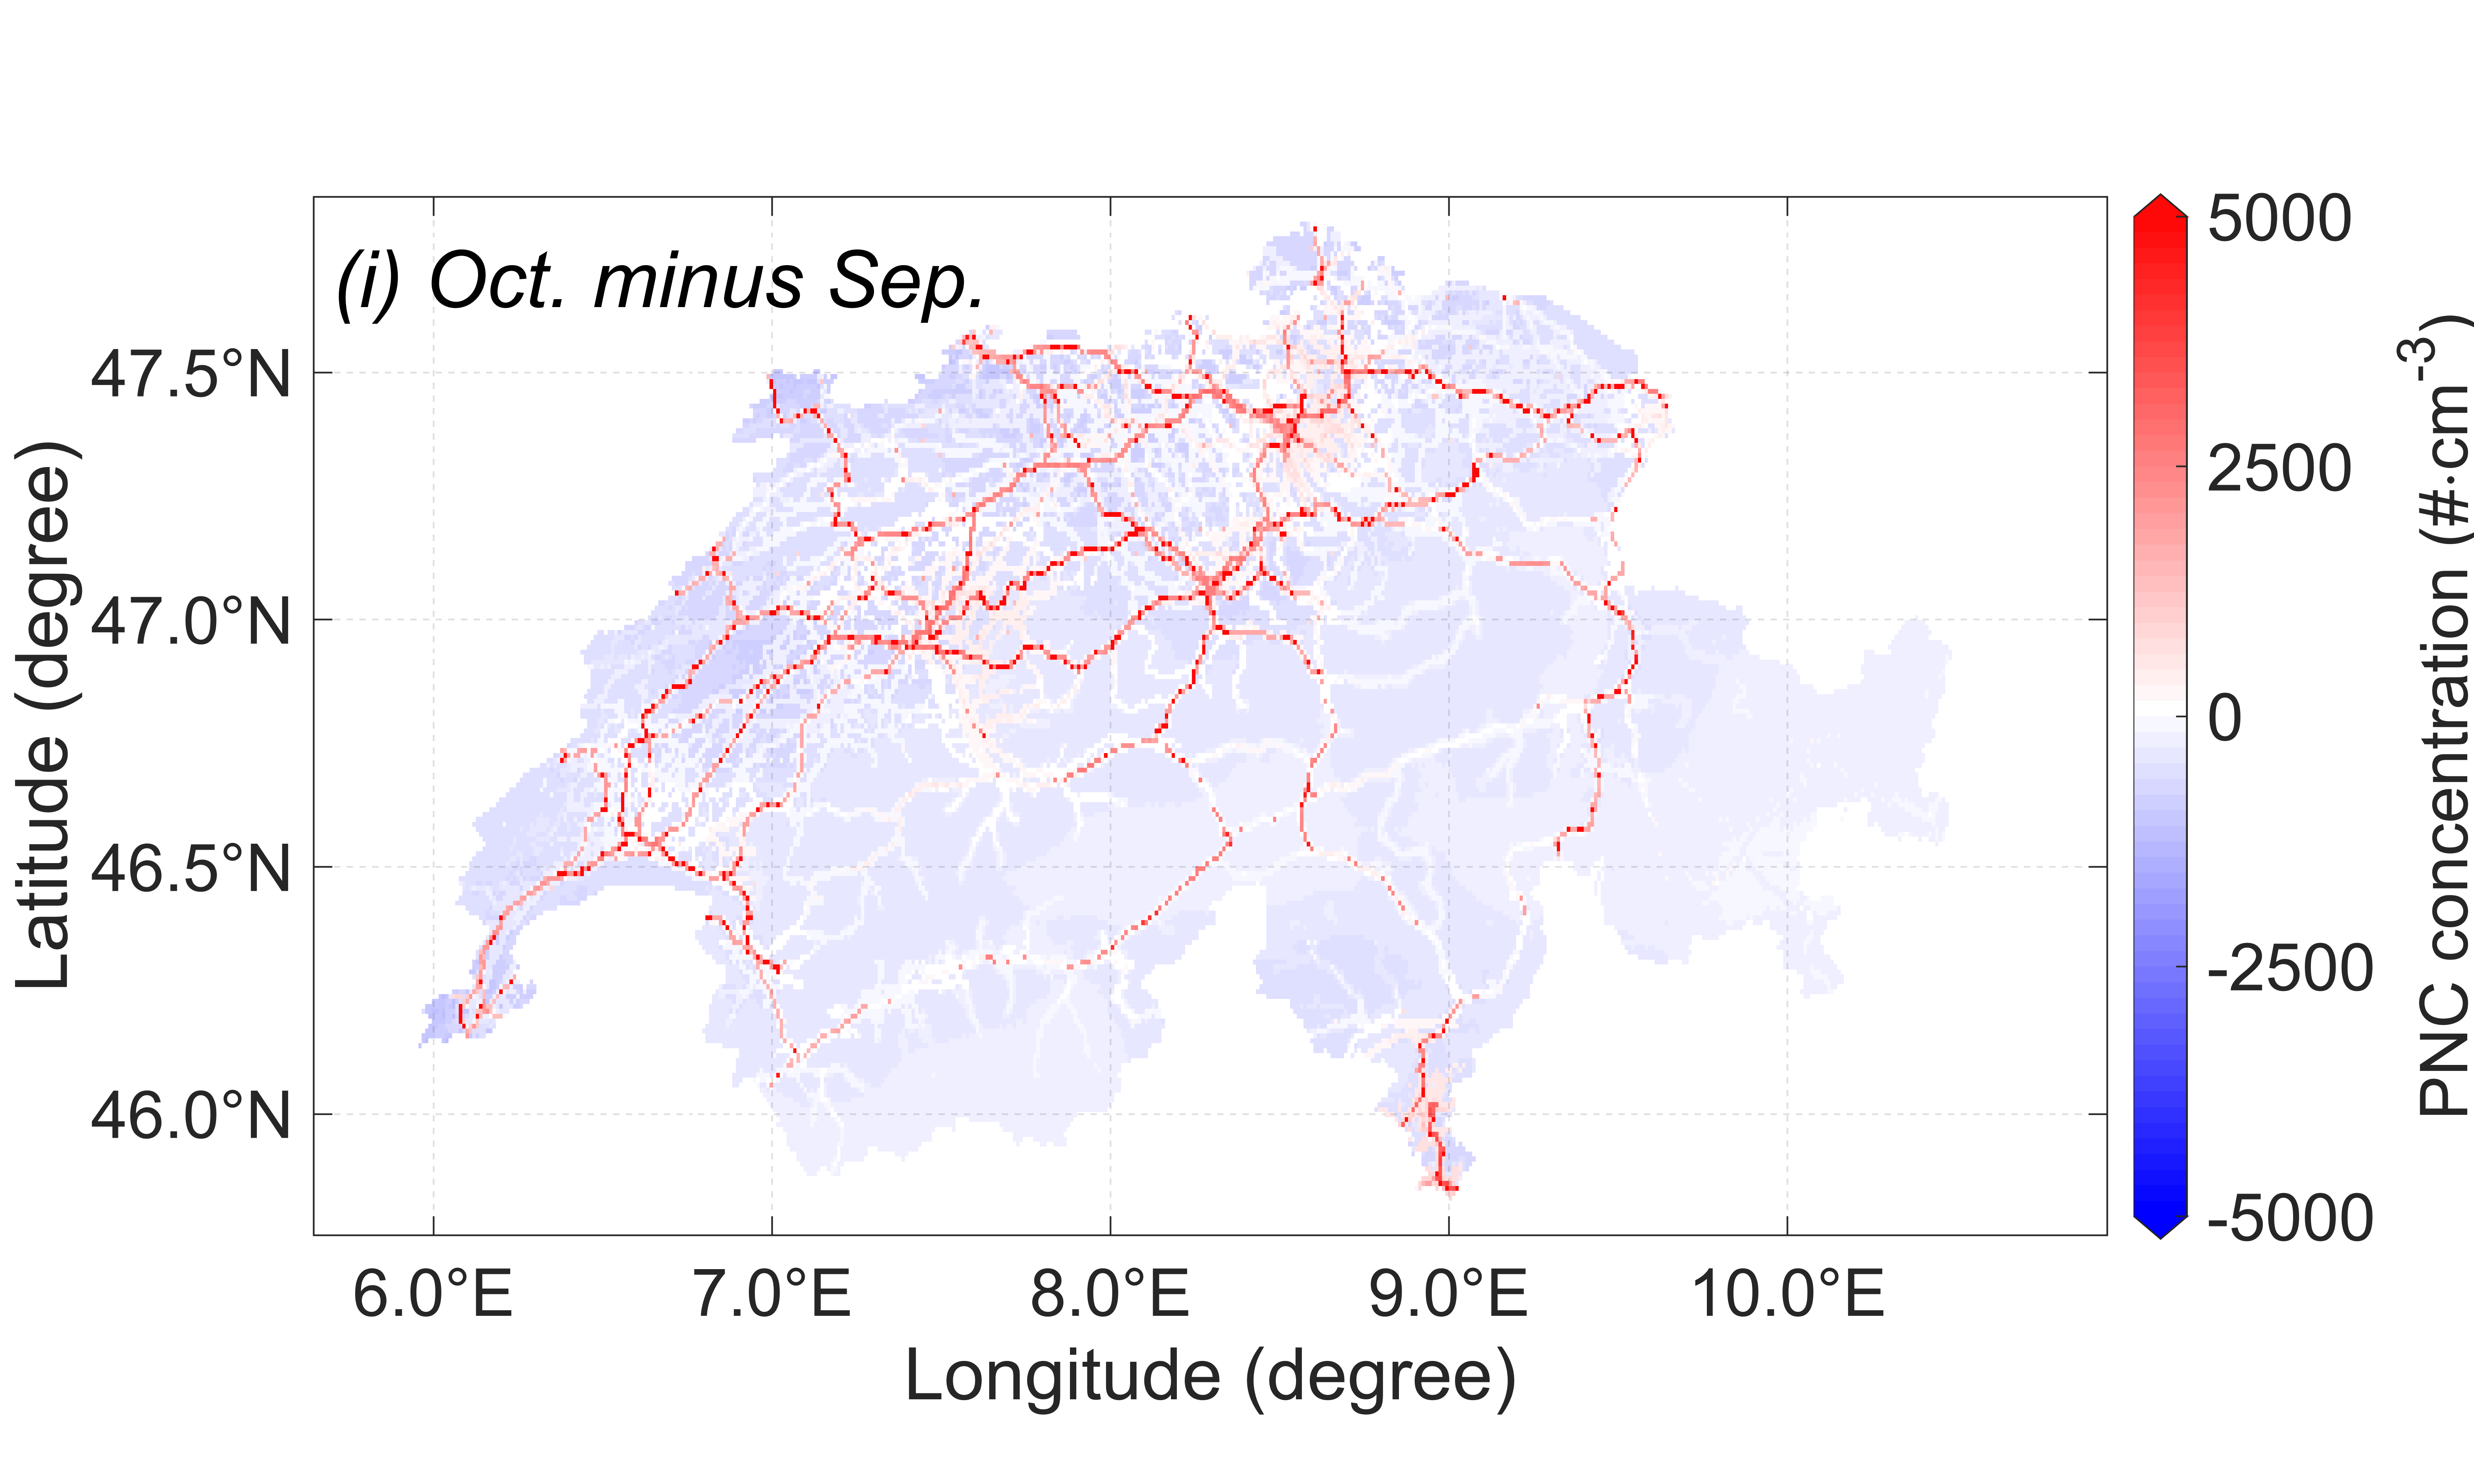 (i) Oct. minus Sep.
47.5°N
47.0°N
46.5°N
46.0°N
Latitude (degree)
6.0°E 7.0°E 8.0°E 9.0°E 10.0°E
Longitude (degree)
5000
2500
0
-2500
-5000
PNC concentration (#·cm⁻³)